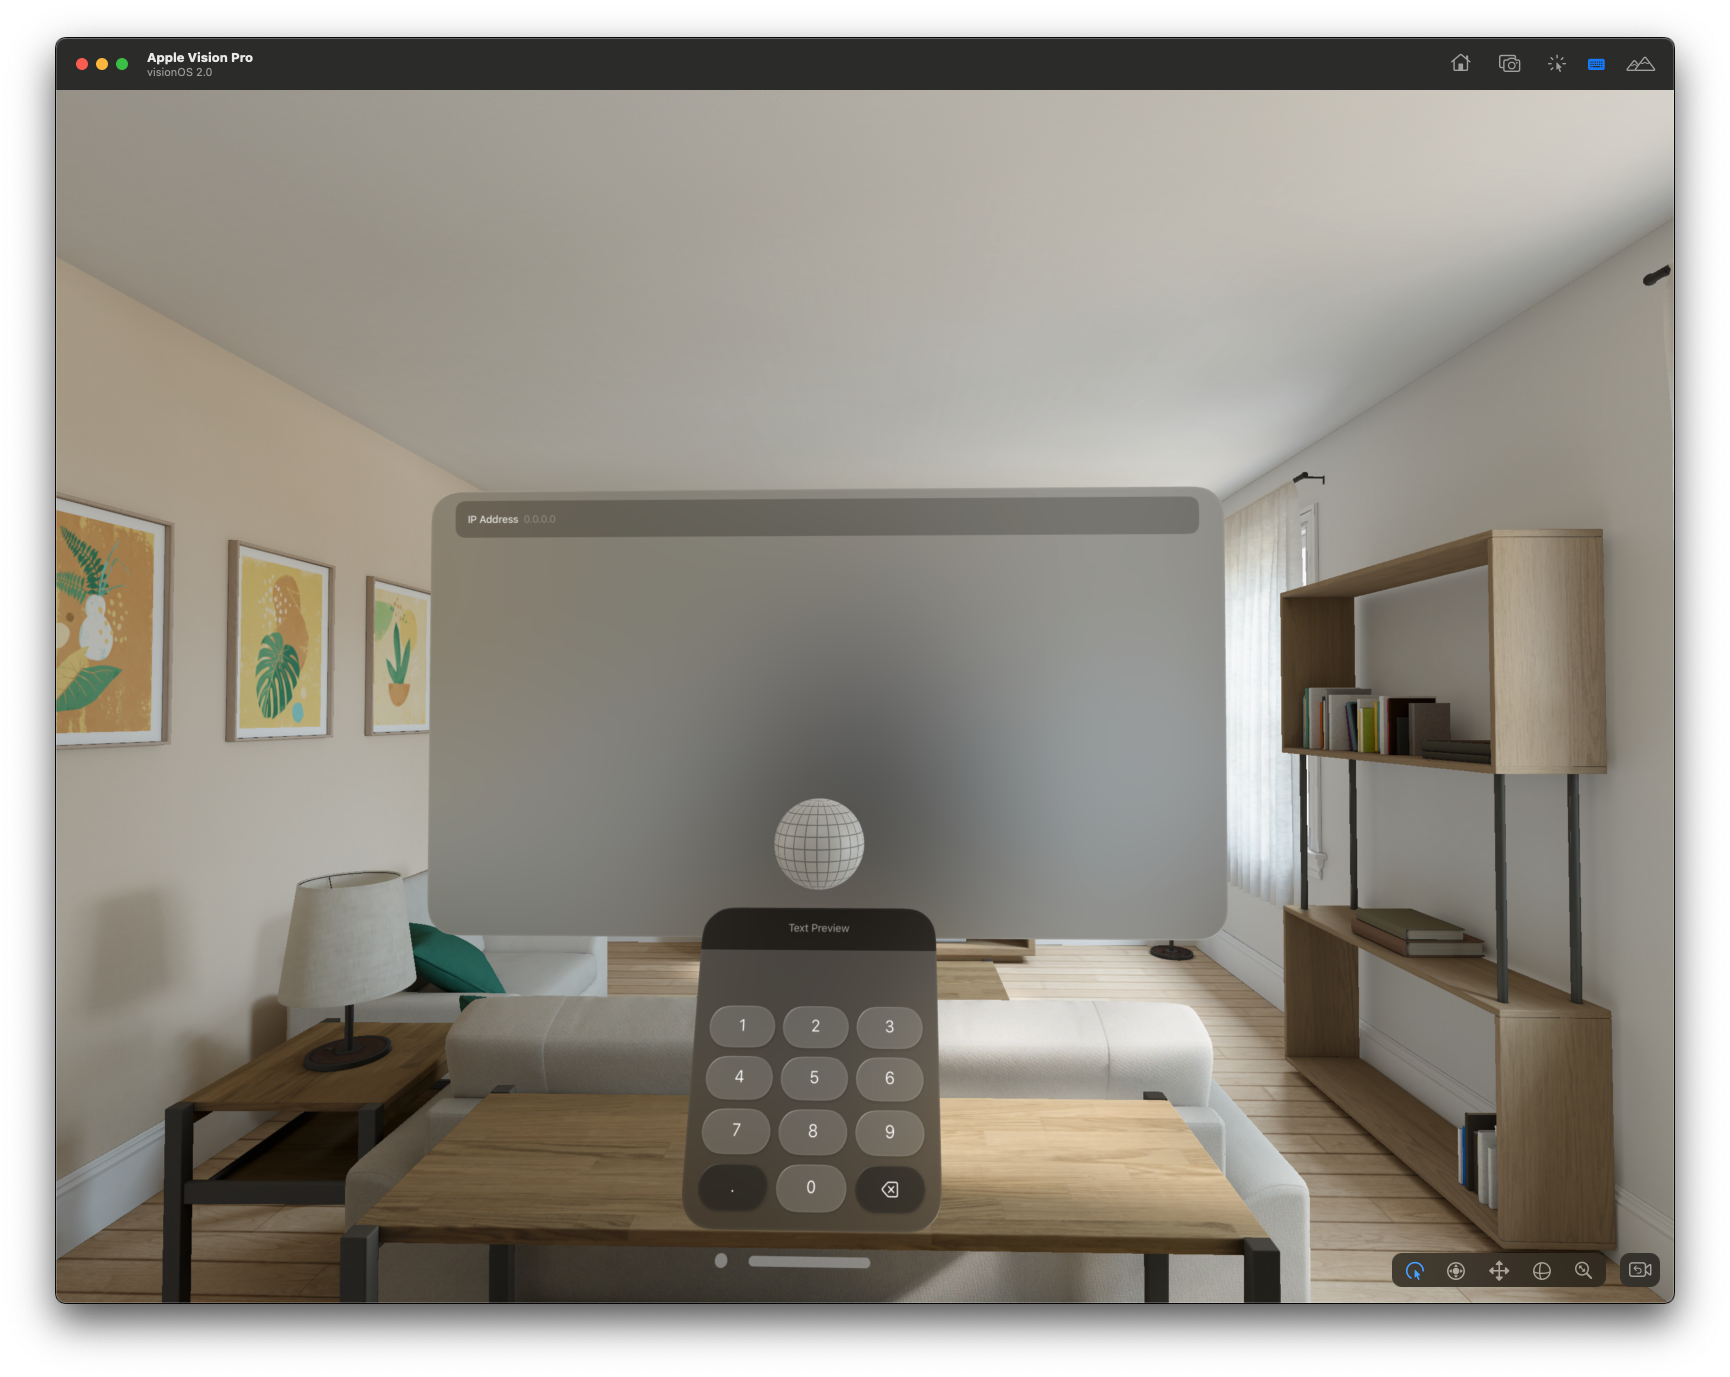 Apple Vision Pro
visionOS 2.0
IP Address 0.0.0.0
Text Preview
1 2 3
4 5 6
7 8 9
. 0